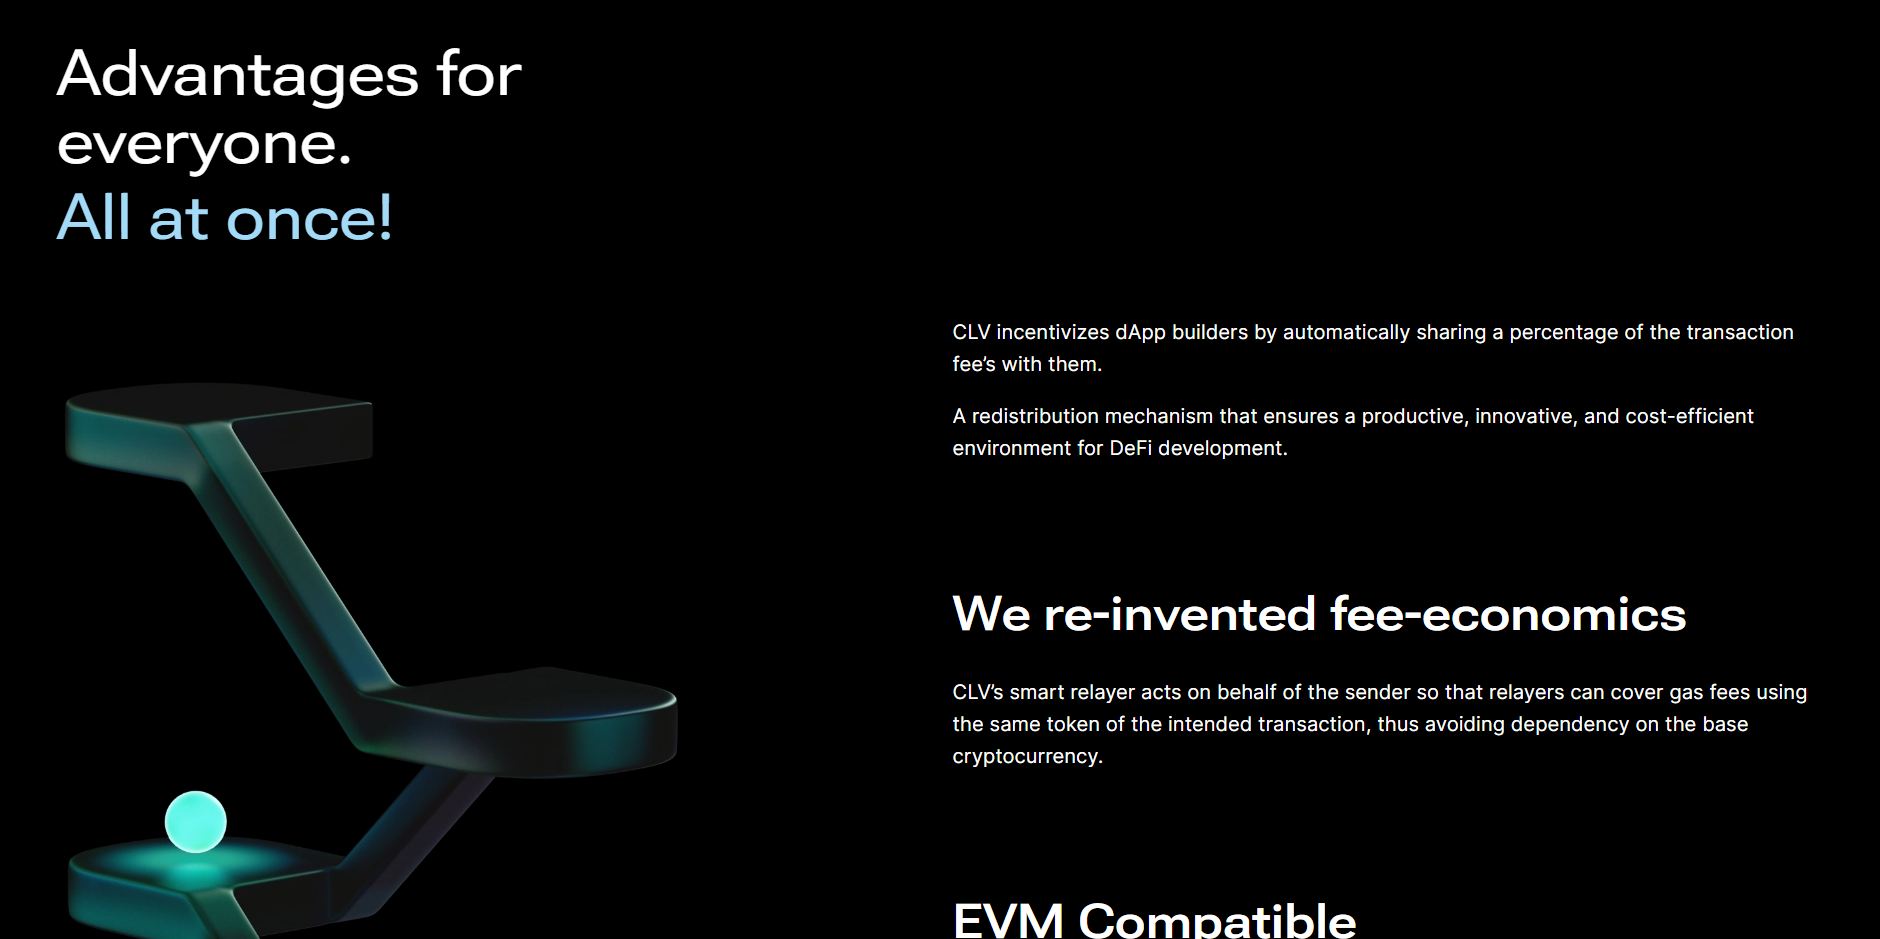 Advantages for
everyone.
All at once!
CLV incentivizes dApp builders by automatically sharing a percentage of the transaction
fee’s with them.
A redistribution mechanism that ensures a productive, innovative, and cost-efficient
environment for DeFi development.
We re-invented fee-economics
CLV’s smart relayer acts on behalf of the sender so that relayers can cover gas fees using
the same token of the intended transaction, thus avoiding dependency on the base
cryptocurrency.
EVM Compatible